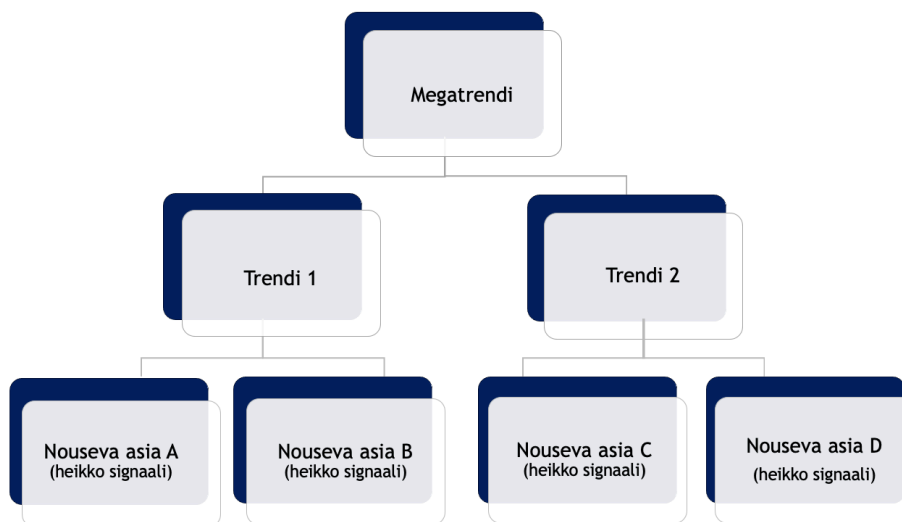 Megatrendi
Trendi 1
Trendi 2
Nouseva asia A
(heikko signaali)
Nouseva asia B
(heikko signaali)
Nouseva asia C
(heikko signaali)
Nouseva asia D
(heikko signaali)